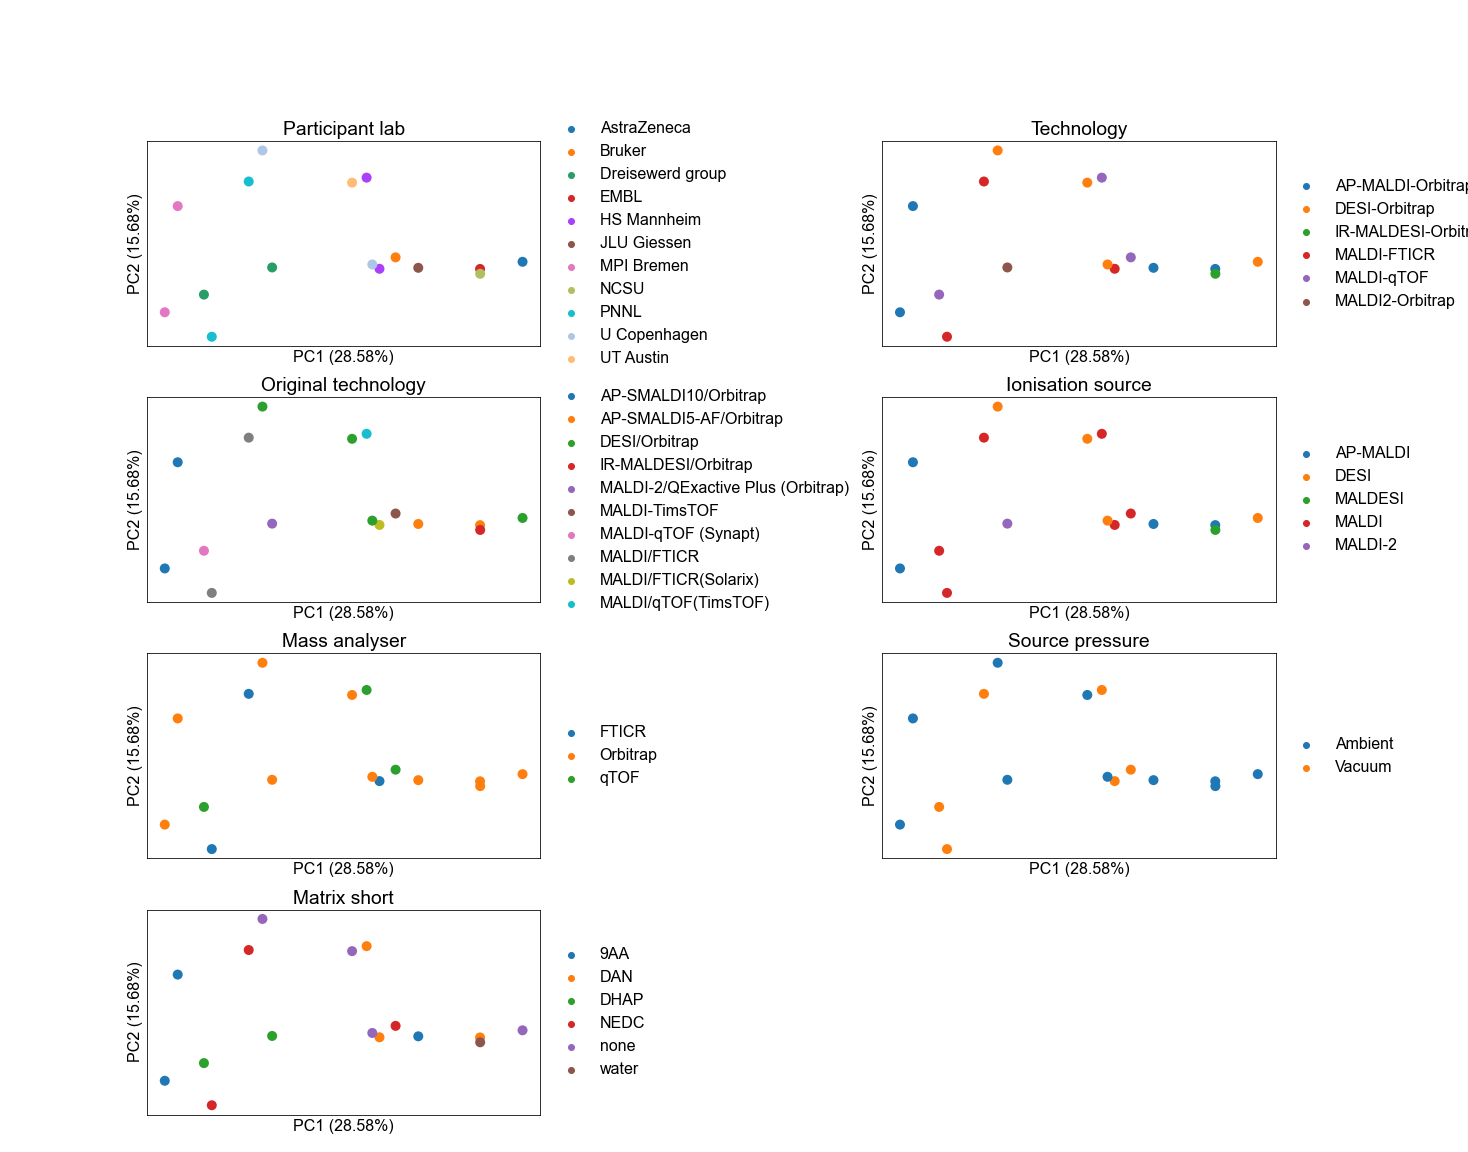 Participant lab
PC2 (15.68%)
PC1 (28.58%)
AstraZeneca
Bruker
Dreisewerd group
EMBL
HS Mannheim
JLU Giessen
MPI Bremen
NCSU
PNNL
U Copenhagen
UT Austin
Technology
PC2 (15.68%)
PC1 (28.58%)
AP-MALDI-Orbitrap
DESI-Orbitrap
IR-MALDESI-Orbitr
MALDI-FTICR
MALDI-qTOF
MALDI2-Orbitrap
Original technology
PC2 (15.68%)
PC1 (28.58%)
AP-SMALDI10/Orbitrap
AP-SMALDI5-AF/Orbitrap
DESI/Orbitrap
IR-MALDESI/Orbitrap
MALDI-2/QExactive Plus (Orbitrap)
MALDI-TimsTOF
MALDI-qTOF (Synapt)
MALDI/FTICR
MALDI/FTICR(Solarix)
MALDI/qTOF(TimsTOF)
Ionisation source
PC2 (15.68%)
PC1 (28.58%)
AP-MALDI
DESI
MALDESI
MALDI
MALDI-2
Mass analyser
PC2 (15.68%)
PC1 (28.58%)
FTICR
Orbitrap
qTOF
Source pressure
PC2 (15.68%)
PC1 (28.58%)
Ambient
Vacuum
Matrix short
PC2 (15.68%)
PC1 (28.58%)
9AA
DAN
DHAP
NEDC
none
water